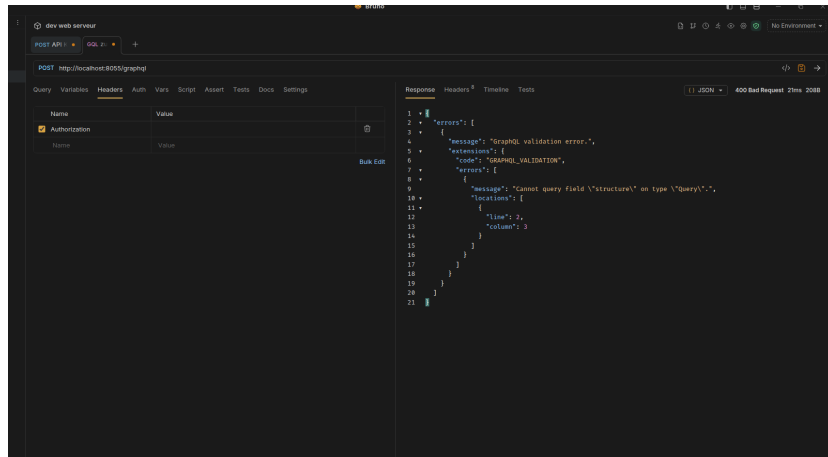 Bruno
dev web serveur
No Environment
POST API
GQL
POST http://localhost:8055/graphql
Query Variables Headers Auth Vars Script Assert Tests Docs Settings
Name Value
Authorization
Name Value
Bulk Edit
Response Headers 8 Timeline Tests
JSON
400 Bad Request 21ms 208B
1 {
2 "errors": [
3 {
4 "message": "GraphQL validation error.",
5 "extensions": {
6 "code": "GRAPHQL_VALIDATION",
7 "errors": [
8 {
9 "message": "Cannot query field \"structure\" on type \"Query\".",
10 "locations": [
11 {
12 "line": 2,
13 "column": 3
14 }
15 ]
16 }
17 ]
18 }
19 }
20 ]
21 }